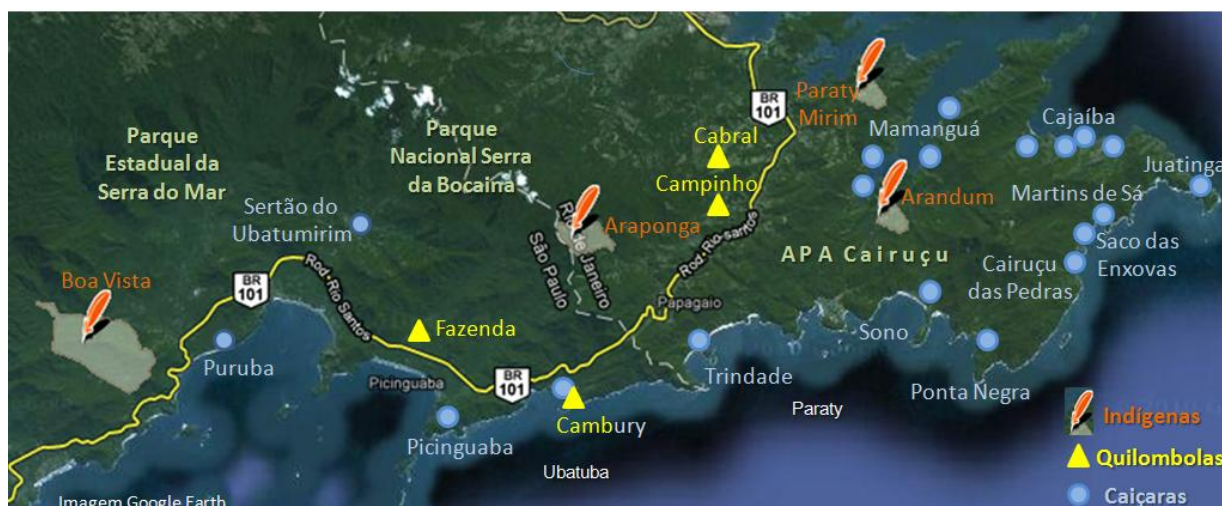 BR
101
Paraty
Mirim
Mamanguá
Cajaíba
Juatinga
Parque
Estadual da
Serra do Mar
Parque
Nacional Serra
da Bocaina
Cabral
Campinho
Arandum
Martins de Sá
Sertão do
Ubatumirim
Araponga
Rio de Janeiro
São Paulo
Rod-Rio-santos
APA Cairuçu
Saco das
Enxovas
Cairuçu
das Pedras
Boa Vista
BR
101
Rod-Rio Santos
Papagaio
Fazenda
Sono
Puruba
Picinguaba
BR
101
Trindade
Ponta Negra
Paraty
Picinguaba
Cambury
Ubatuba
Indígenas
Quilombolas
Caiçaras
Imagem Google Earth